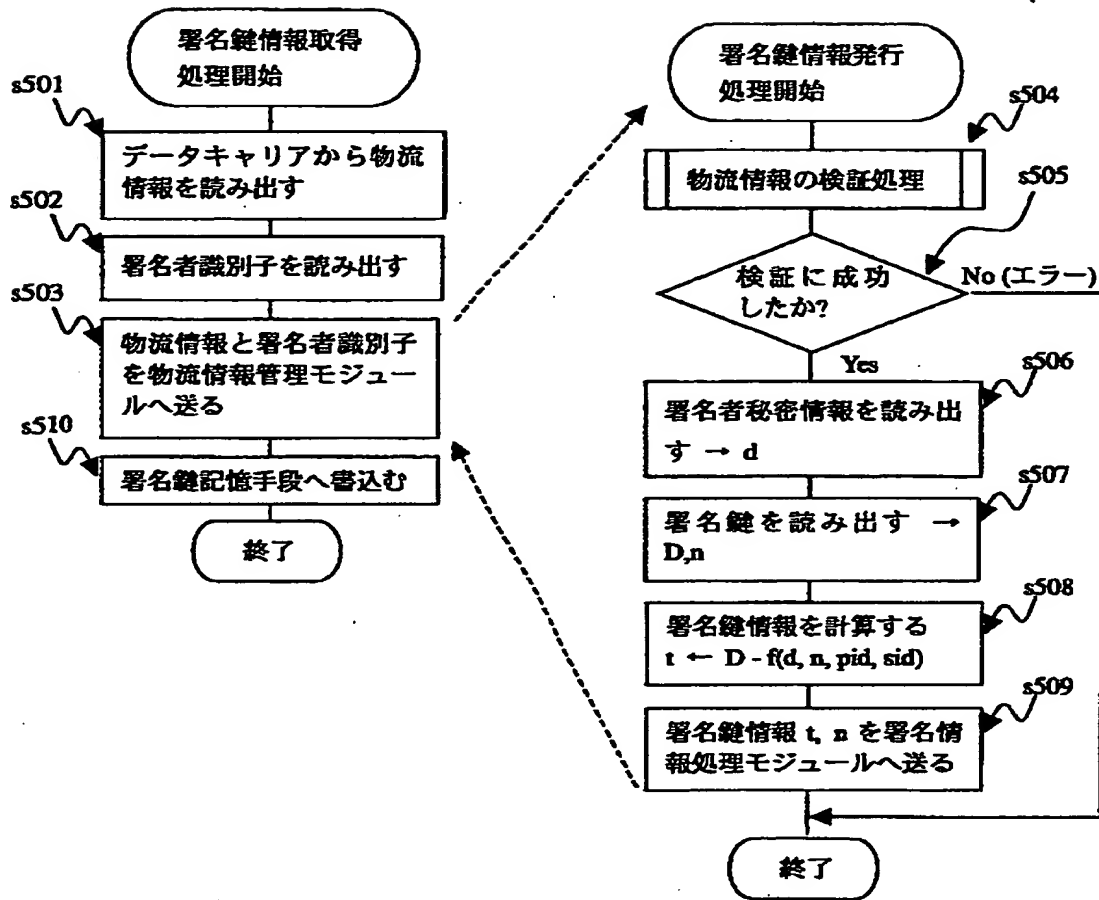 署名鍵情報取得
処理開始
s501
データキャリアから物流
情報を読み出す
s502
署名者識別子を読み出す
s503
物流情報と署名者識別子
を物流情報管理モジュー
ルへ送る
s510
署名鍵記憶手段へ書込む
終了
署名鍵情報発行
処理開始
s504
物流情報の検証処理
s505
検証に成功
したか?
No (エラー)
Yes
s506
署名者秘密情報を読み出
す → d
s507
署名鍵を読み出す →
D,n
s508
署名鍵情報を計算する
t ← D - f(d, n, pid, sid)
s509
署名鍵情報 t, n を署名情
報処理モジュールへ送る
終了